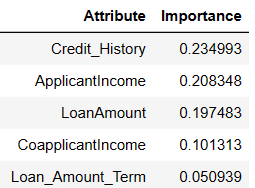 Attribute Importance
Credit_History 0.234993
ApplicantIncome 0.208348
LoanAmount 0.197483
CoapplicantIncome 0.101313
Loan_Amount_Term 0.050939